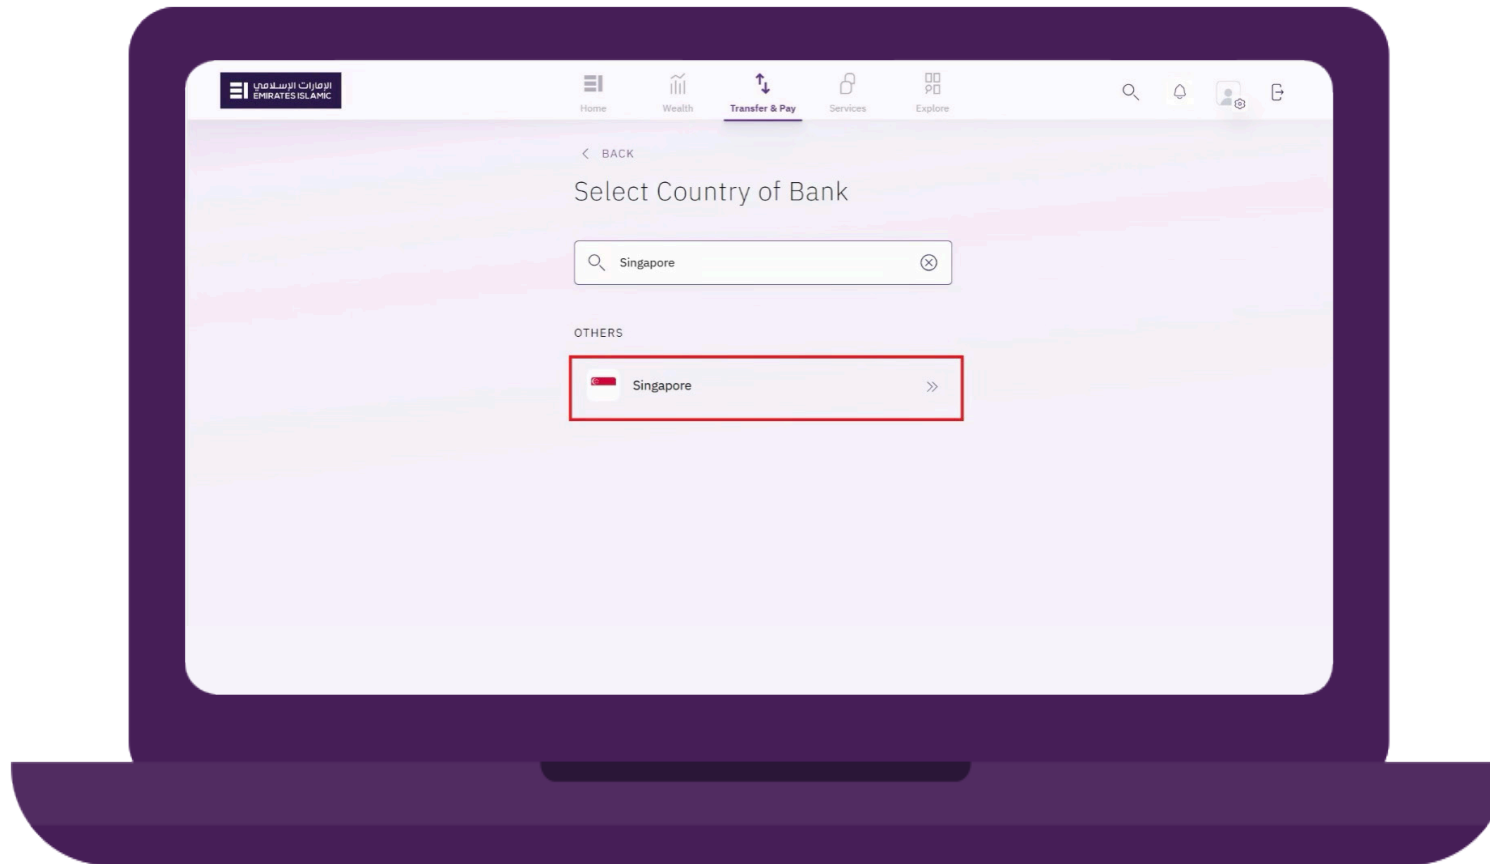 الإمارات الإسلامي
EMIRATES ISLAMIC
Home
Wealth
Transfer & Pay
Services
Explore
BACK
Select Country of Bank
Singapore
OTHERS
Singapore